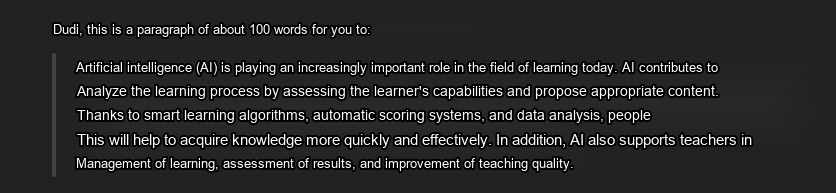 Dudi, this is a paragraph of about 100 words for you to:
Artificial intelligence (AI) is playing an increasingly important role in the field of learning today. AI contributes to
Analyze the learning process by assessing the learner's capabilities and propose appropriate content.
Thanks to smart learning algorithms, automatic scoring systems, and data analysis, people
This will help to acquire knowledge more quickly and effectively. In addition, AI also supports teachers in
Management of learning, assessment of results, and improvement of teaching quality.